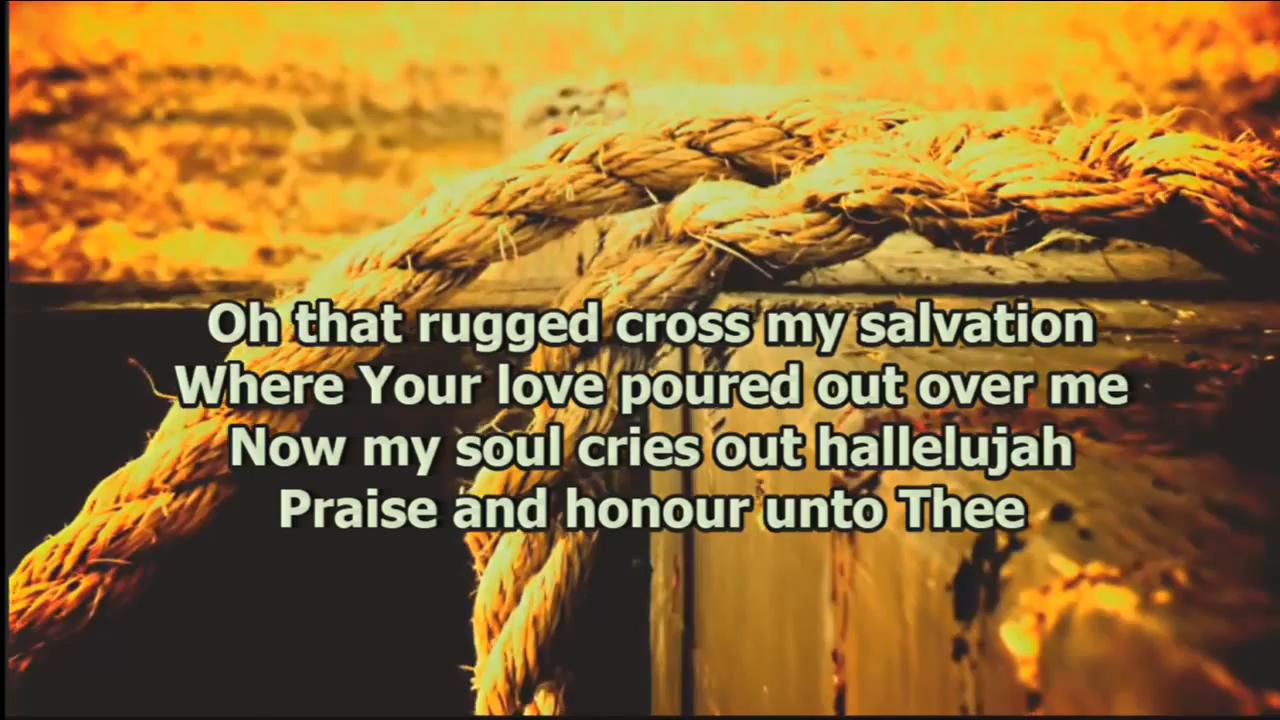 Oh that rugged cross my salvation
Where Your love poured out over me
Now my soul cries out hallelujah
Praise and honour unto Thee